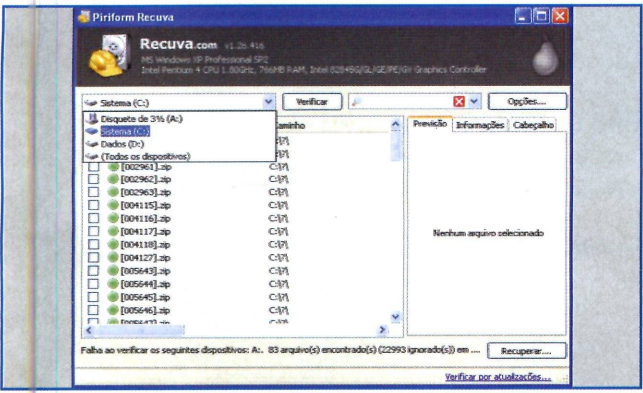 Piriform Recuva
Recuva.com v1.26.416
MS Windows XP Professional SP2
Intel Pentium 4 CPU 1.80GHz, 766MB RAM, Intel 82845G/GL/GE/PE/GV Graphics Controller
Sistema (C:) Verificar Opções....
Disquete de 3½ (A:)
Sistema (C:)
Dados (D:)
(Todos os dispositivos)
Caminho
Previsão Informações Cabeçalho
C:\?\
C:\?\
[002961].zip C:\?\
[002962].zip C:\?\
[002963].zip C:\?\
[004115].zip C:\?\
[004116].zip C:\?\
[004117].zip C:\?\
[004118].zip C:\?\
[004127].zip C:\?\
[005643].zip C:\?\
[005644].zip C:\?\
[005645].zip C:\?\
[005646].zip C:\?\
[005647].zip C:\?\
Nenhum arquivo selecionado
Falha ao verificar os seguintes dispositivos: A:. 83 arquivo(s) encontrado(s) (22993 ignorado(s)) em .... Recuperar....
Verificar por atualizações...